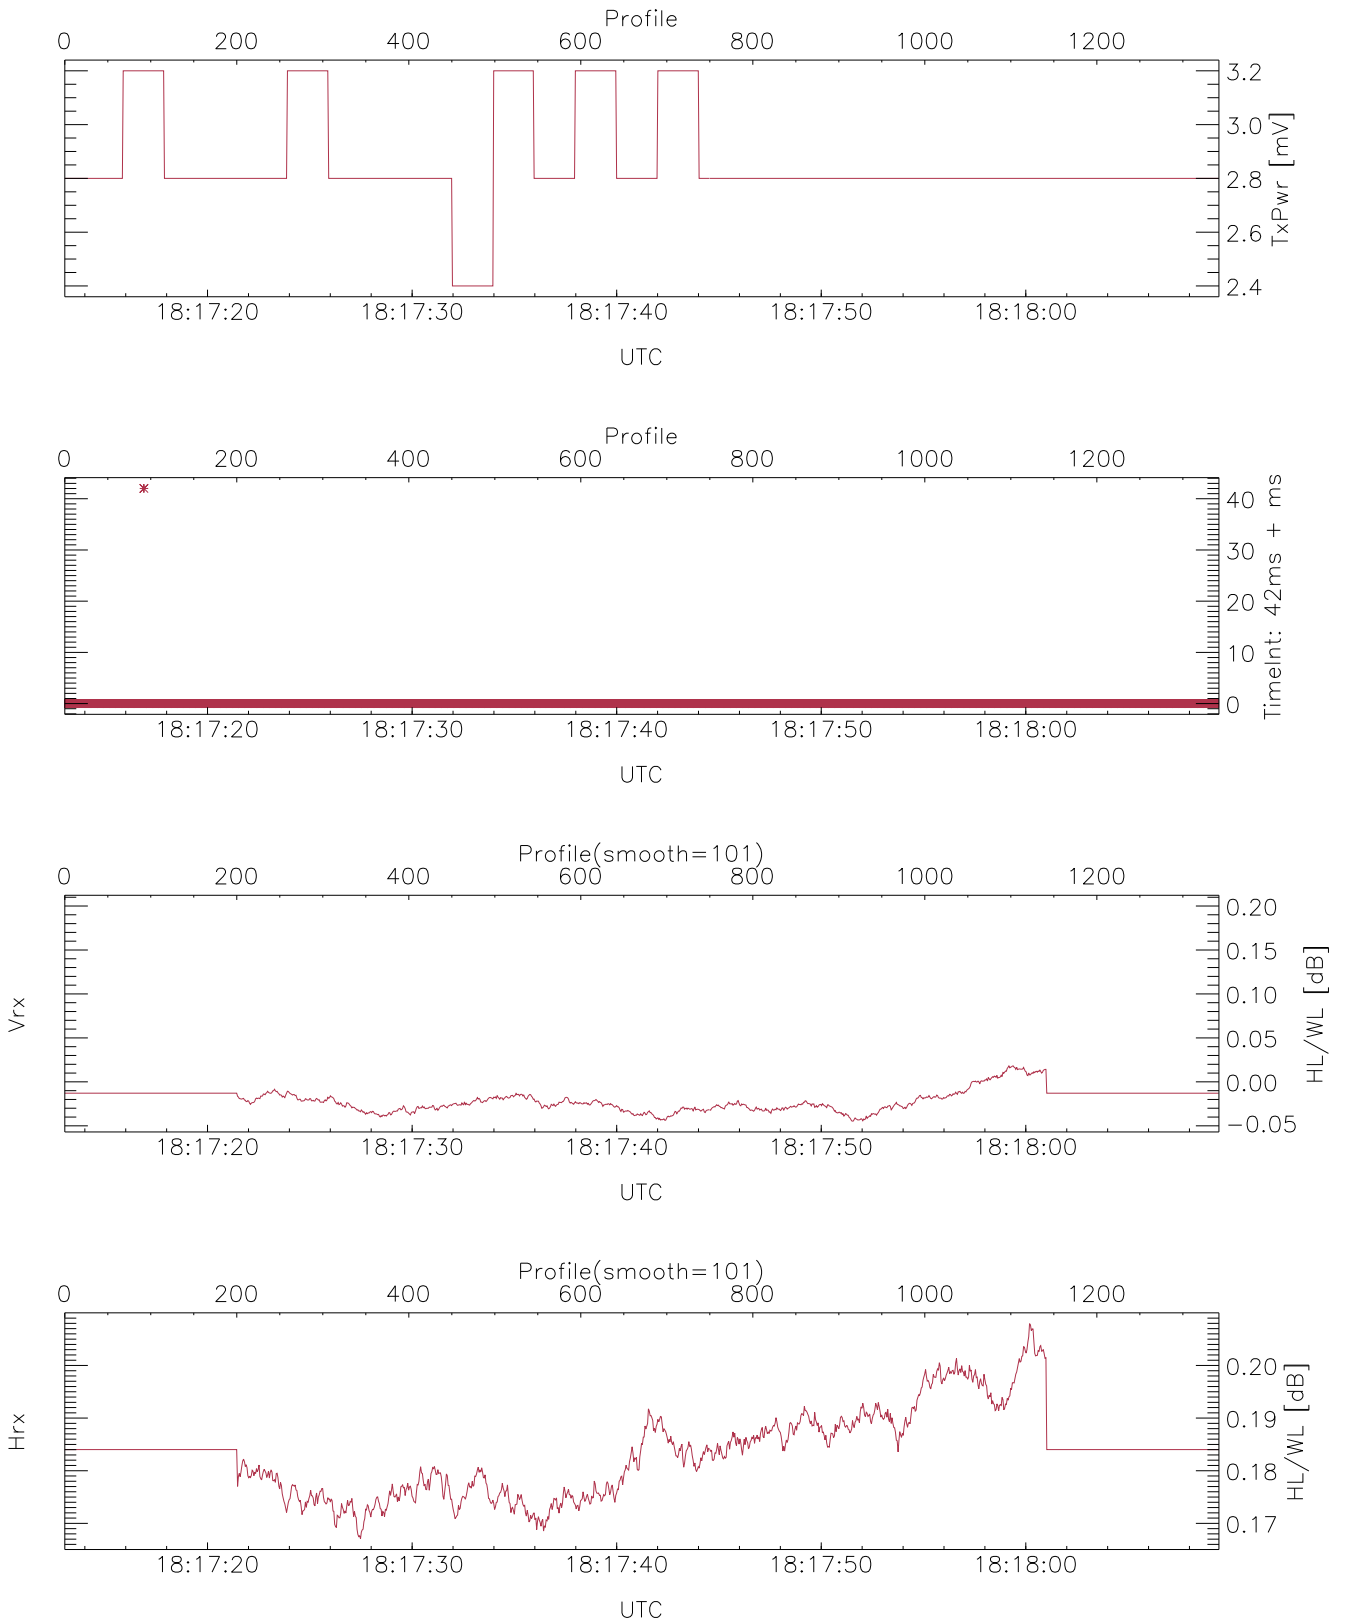 Profile
0 200 400 600 800 1000 1200
3.2
3.0
2.8
2.6
2.4
TxPwr [mV]
18:17:20 18:17:30 18:17:40 18:17:50 18:18:00
UTC
Profile
0 200 400 600 800 1000 1200
40
30
20
10
0
TimeInt: 42ms + ms
18:17:20 18:17:30 18:17:40 18:17:50 18:18:00
UTC
Profile(smooth=101)
0 200 400 600 800 1000 1200
Vrx
0.20
0.15
0.10
0.05
0.00
-0.05
HL/WL [dB]
18:17:20 18:17:30 18:17:40 18:17:50 18:18:00
UTC
Profile(smooth=101)
0 200 400 600 800 1000 1200
Hrx
0.20
0.19
0.18
0.17
HL/WL [dB]
18:17:20 18:17:30 18:17:40 18:17:50 18:18:00
UTC